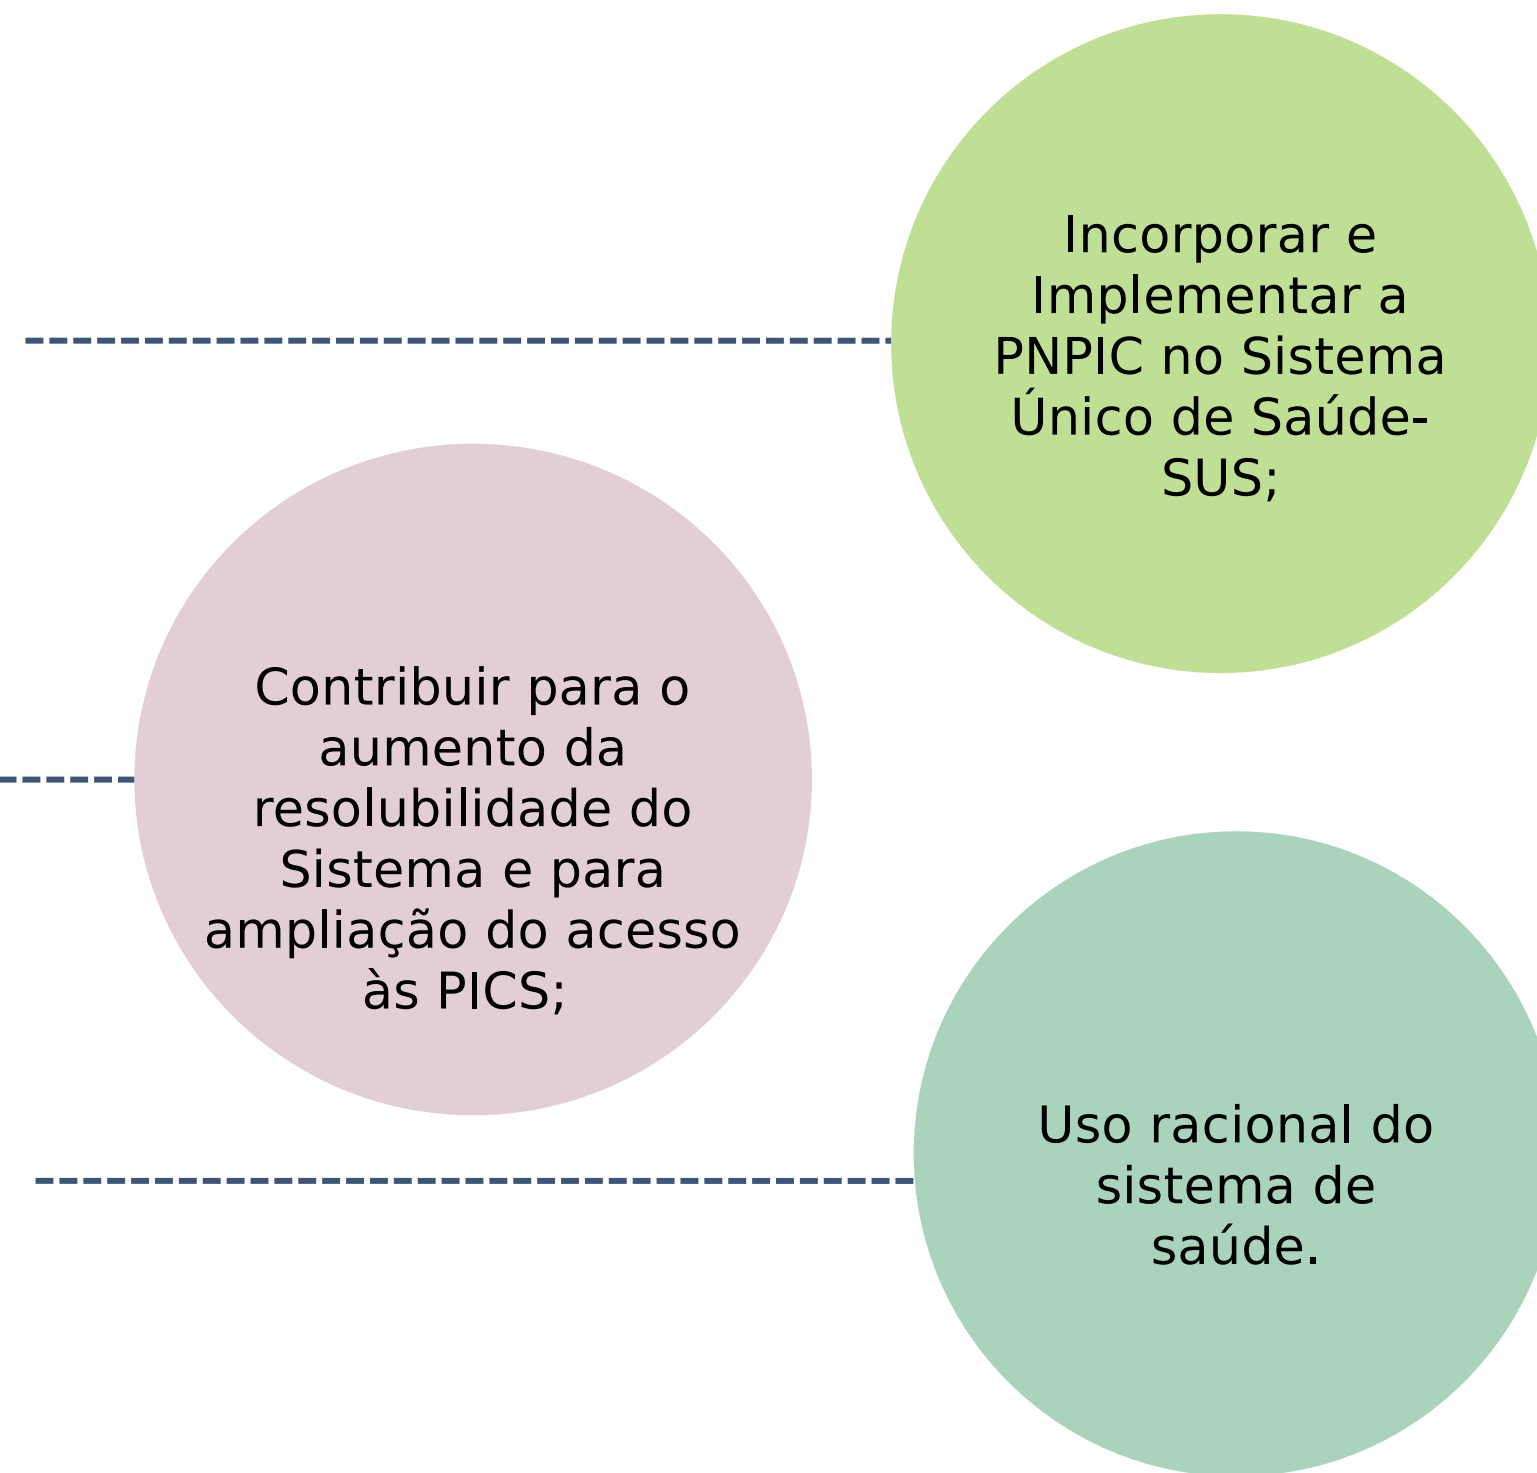 Incorporar e
Implementar a
PNPIC no Sistema
Único de Saúde-
SUS;
Contribuir para o
aumento da
resolubilidade do
Sistema e para
ampliação do acesso
às PICS;
Uso racional do
sistema de
saúde.